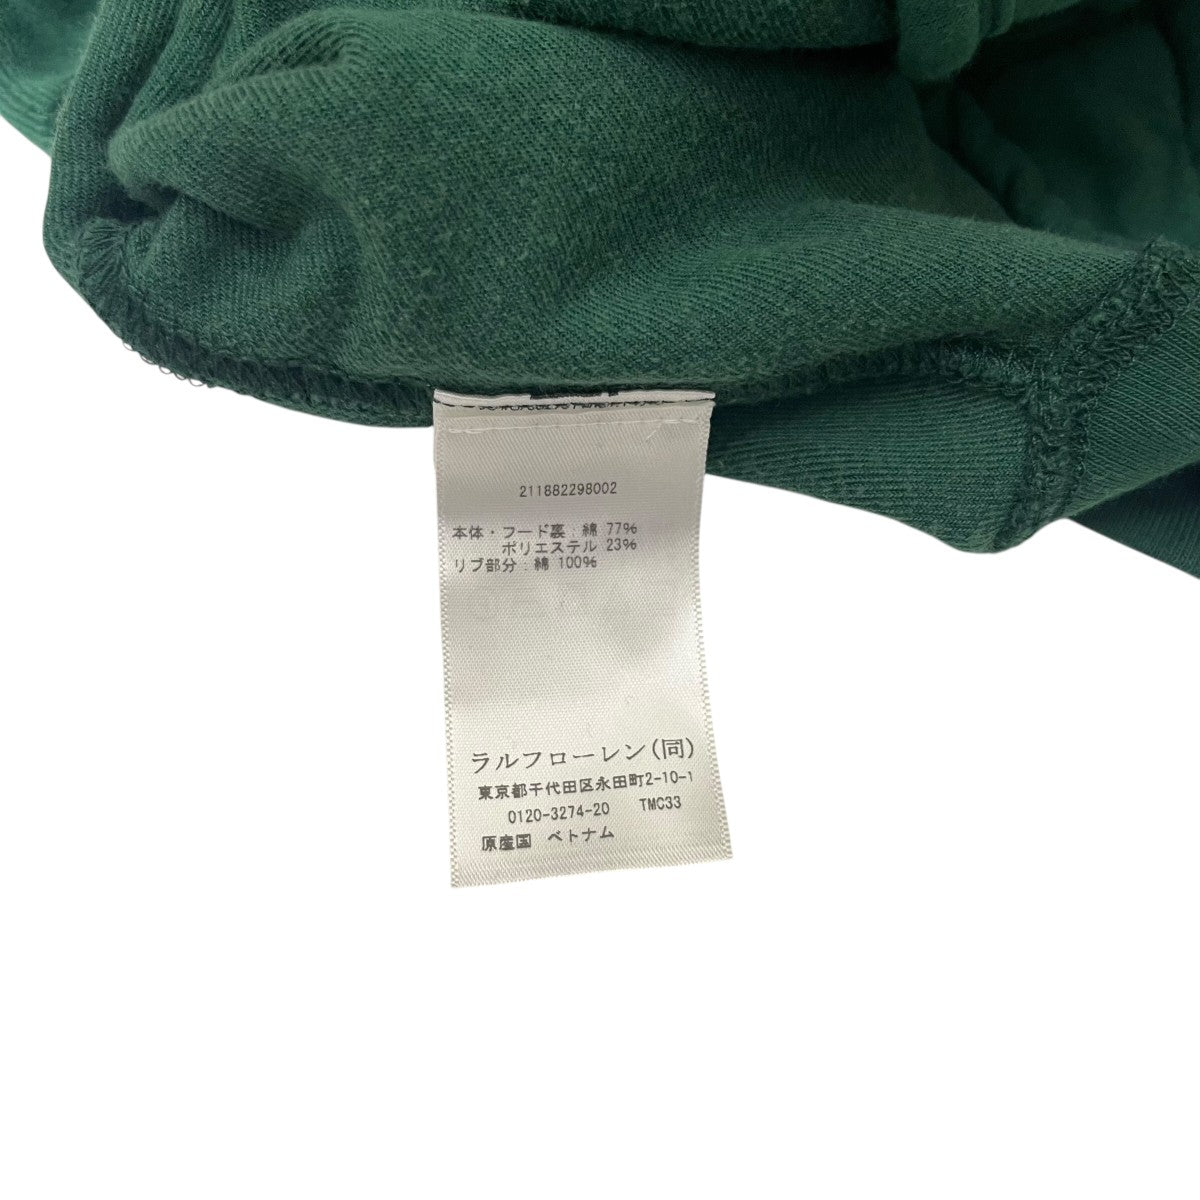 211882298002
本体・フード裏：綿 77%
ポリエステル 23%
リブ部分：綿 100%
ラルフローレン(同)
東京都千代田区永田町2-10-1
0120-3274-20 TMC33
原産国 ベトナム